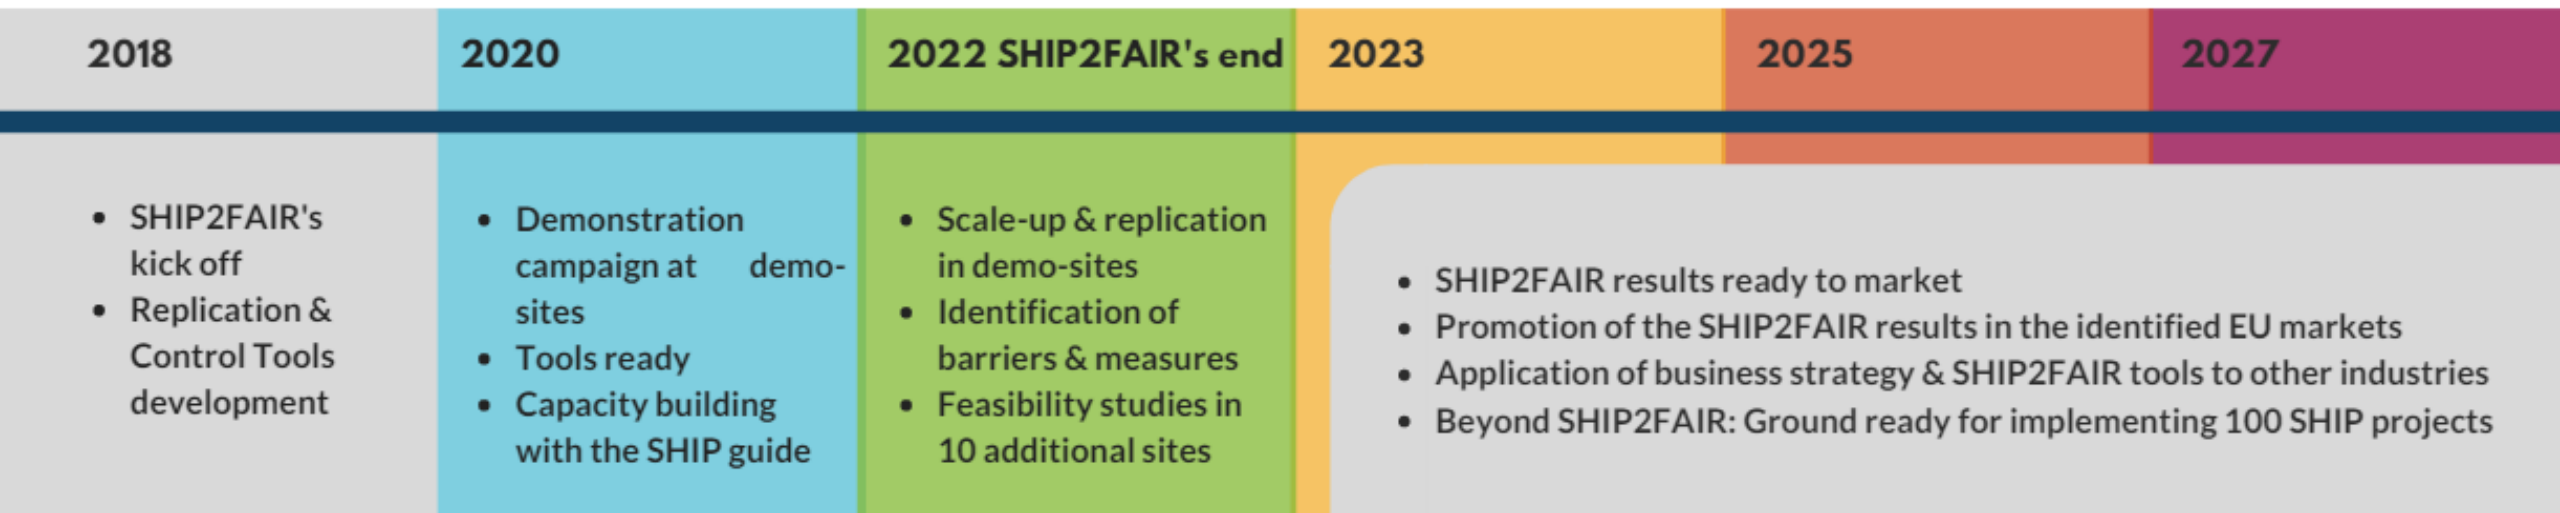 2018
2020
2022 SHIP2FAIR's end
2023
2025
2027
• SHIP2FAIR's
kick off
• Replication &
Control Tools
development
• Demonstration
campaign at demo-
sites
• Tools ready
• Capacity building
with the SHIP guide
• Scale-up & replication
in demo-sites
• Identification of
barriers & measures
• Feasibility studies in
10 additional sites
• SHIP2FAIR results ready to market
• Promotion of the SHIP2FAIR results in the identified EU markets
• Application of business strategy & SHIP2FAIR tools to other industries
• Beyond SHIP2FAIR: Ground ready for implementing 100 SHIP projects